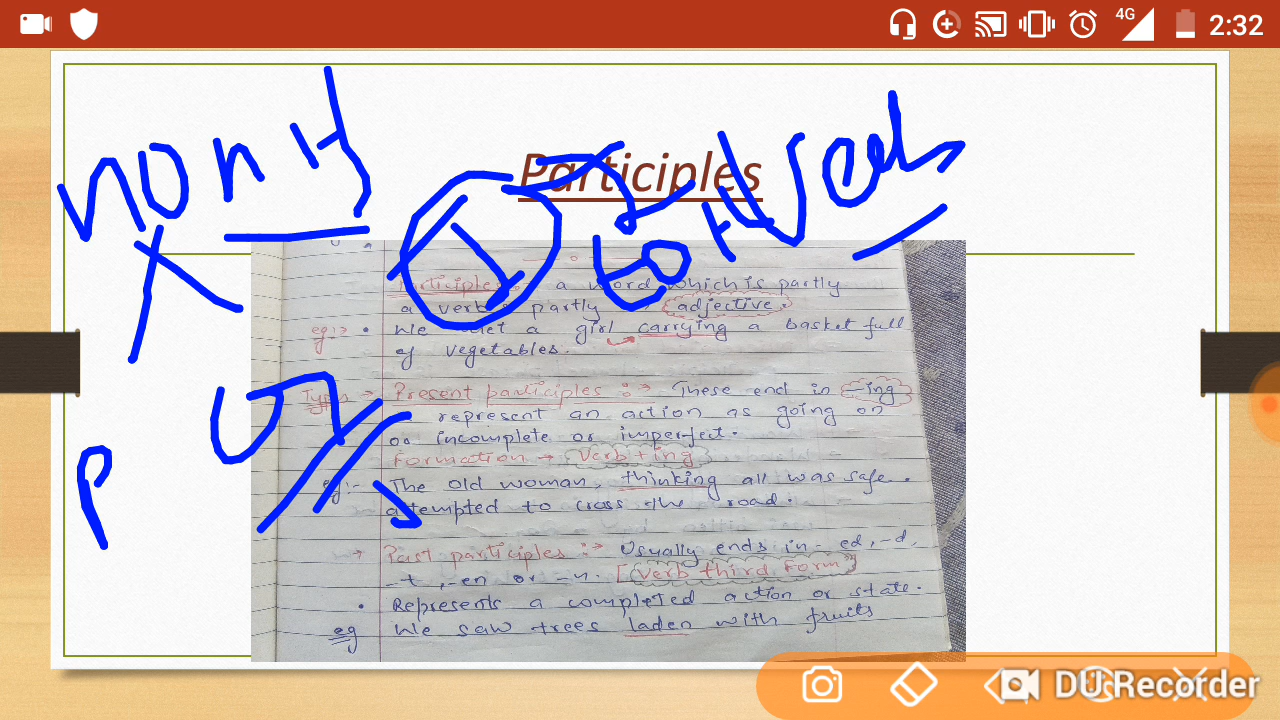 4G 2:32
Participles
non
to + Verb
Participles :- a word which is partly
a verb & partly adjective.
eg:-> • We met a girl carrying a basket full
of vegetables.
Types → Present participles :-> These end in -ing
represent an action as going on
or incomplete or imperfect.
Formation → Verb + ing
eg:- The old woman, thinking all was safe
attempted to cross the road.
→ Past participles :-> Usually ends in - ed, -d,
-t, -en or -n. [Verb third Form]
• Represents a completed action or state.
eg We saw trees laden with fruits
P
DU Recorder